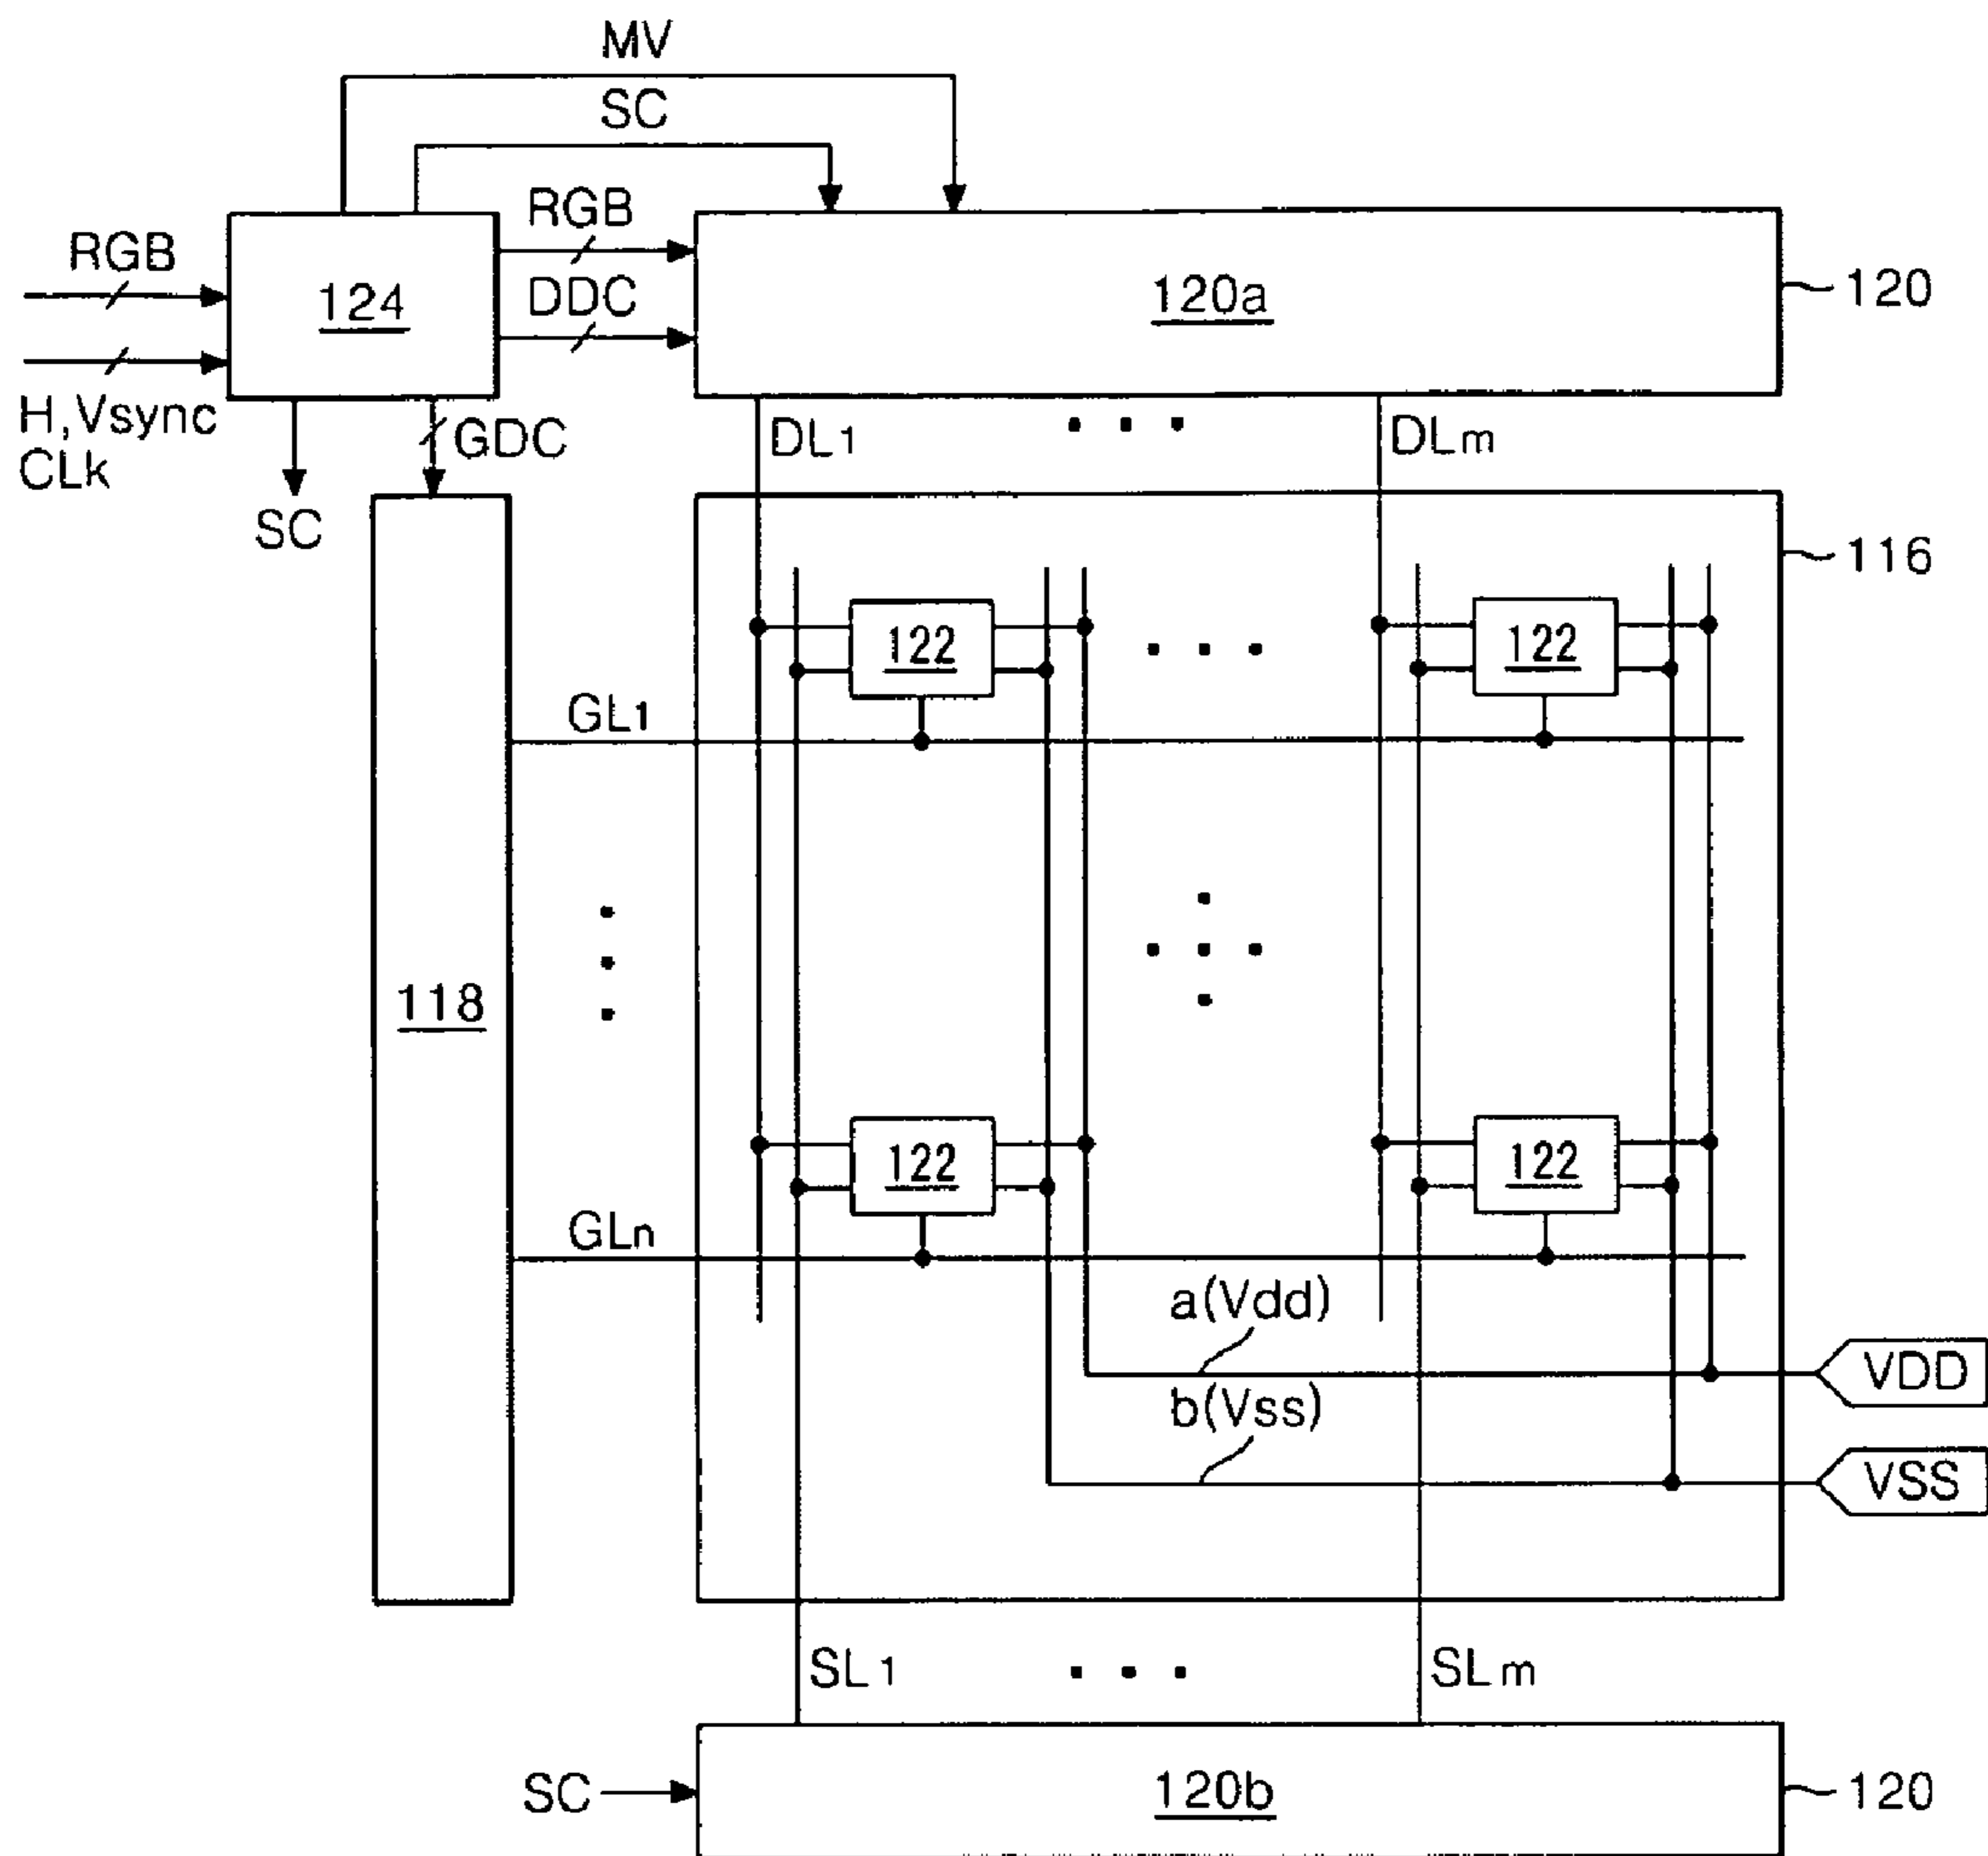 MV
SC
RGB
RGB
124
DDC
120a
120
H,Vsync
CLk
GDC
SC
DL1
DLm
116
122
122
GL1
118
122
122
GLn
a(Vdd)
VDD
b(Vss)
VSS
SL1
SLm
SC
120b
120